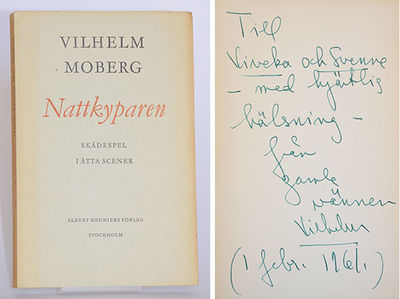 VILHELM
MOBERG
Nattkyparen
SKÅDESPEL
I ÅTTA SCENER
ALBERT BONNIERS FÖRLAG
STOCKHOLM
Till
Viveka och Svenne
– med hjärtlig
hälsning –
från
gamle
vännen
Vilhelm
(1 febr. 1961.)